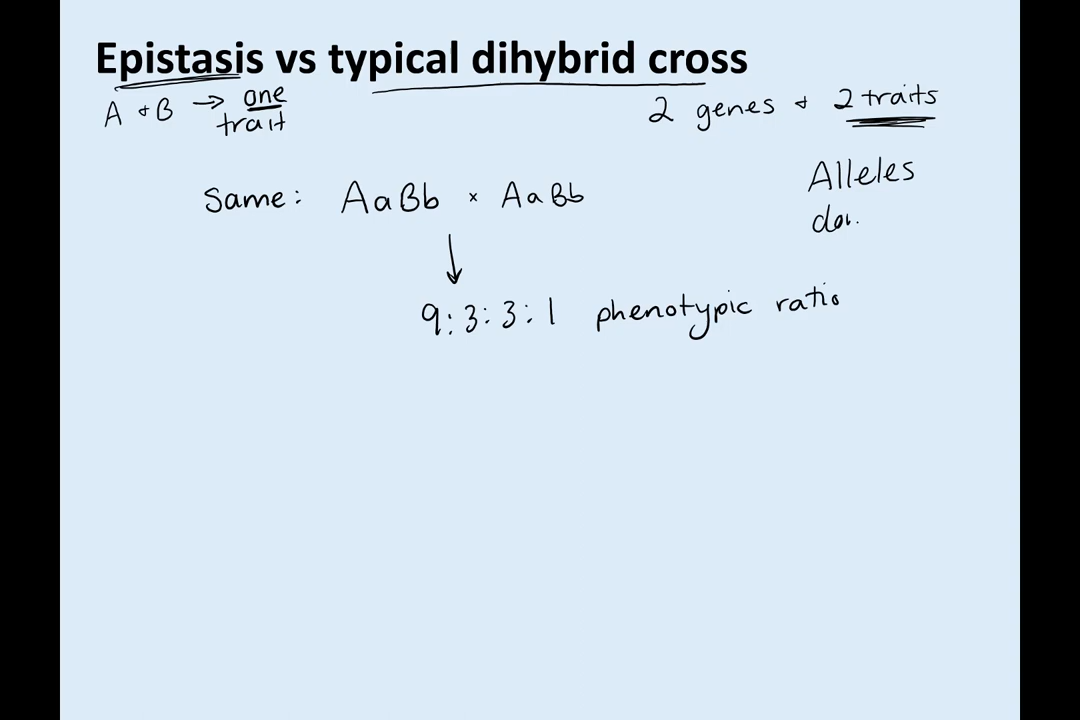 Epistasis vs typical dihybrid cross
A + B → one trait
2 genes + 2 traits
Alleles
Same: AaBb × AaBb
↓
9:3:3:1 phenotypic ratio